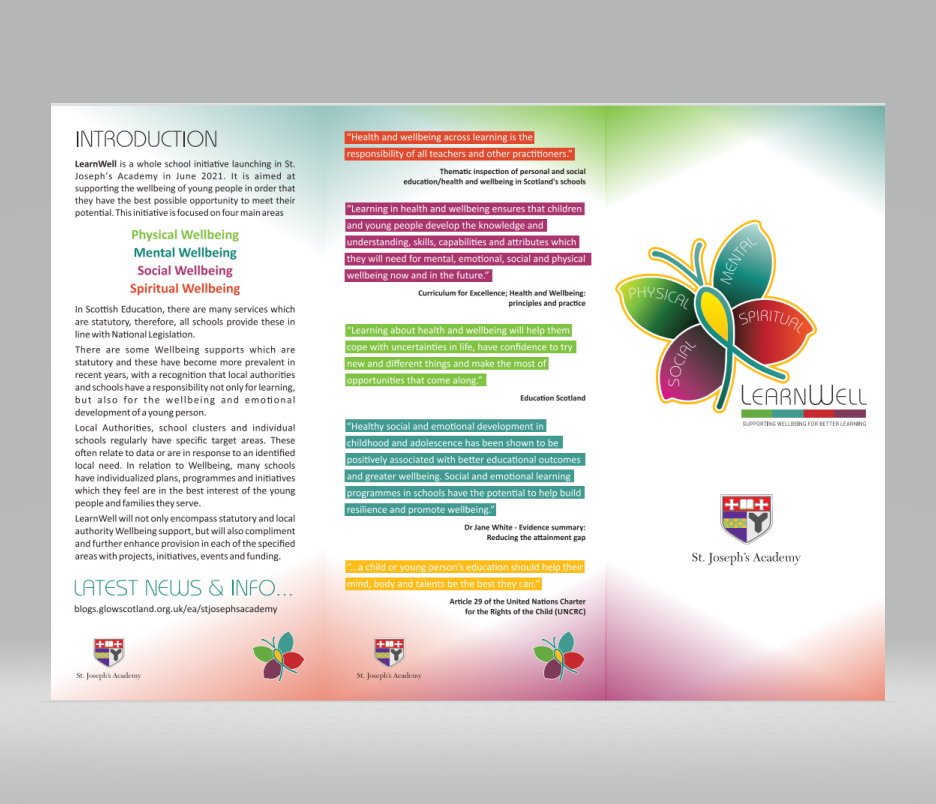 INTRODUCTION
LearnWell is a whole school initiative launching in St.
Joseph's Academy in June 2021. It is aimed at
supporting the wellbeing of young people in order that
they have the best possible opportunity to meet their
potential. This initiative is focused on four main areas
Physical Wellbeing
Mental Wellbeing
Social Wellbeing
Spiritual Wellbeing
In Scottish Education, there are many services which
are statutory, therefore, all schools provide these in
line with National Legislation.
There are some Wellbeing supports which are
statutory and these have become more prevalent in
recent years, with a recognition that local authorities
and schools have a responsibility not only for learning,
but also for the wellbeing and emotional
development of a young person.
Local Authorities, school clusters and individual
schools regularly have specific target areas. These
often relate to data or are in response to an identified
local need. In relation to Wellbeing, many schools
have individualized plans, programmes and initiatives
which they feel are in the best interest of the young
people and families they serve.
LearnWell will not only encompass statutory and local
authority Wellbeing support, but will also compliment
and further enhance provision in each of the specified
areas with projects, initiatives, events and funding.
LATEST NEWS & INFO...
blogs.glowscotland.org.uk/ea/stjosephsacademy
St. Joseph's Academy
"Health and wellbeing across learning is the
responsibility of all teachers and other practitioners."
Thematic inspection of personal and social
education/health and wellbeing in Scotland's schools
"Learning in health and wellbeing ensures that children
and young people develop the knowledge and
understanding, skills, capabilities and attributes which
they will need for mental, emotional, social and physical
wellbeing now and in the future."
Curriculum for Excellence; Health and Wellbeing:
principles and practice
"Learning about health and wellbeing will help them
cope with uncertainties in life, have confidence to try
new and different things and make the most of
opportunities that come along."
Education Scotland
"Healthy social and emotional development in
childhood and adolescence has been shown to be
positively associated with better educational outcomes
and greater wellbeing. Social and emotional learning
programmes in schools have the potential to help build
resilience and promote wellbeing."
Dr Jane White - Evidence summary:
Reducing the attainment gap
"...a child or young person's education should help their
mind, body and talents be the best they can."
Article 29 of the United Nations Charter
for the Rights of the Child (UNCRC)
St. Joseph's Academy
MENTAL
PHYSICAL
SPIRITUAL
SOCIAL
LEARNWELL
SUPPORTING WELLBEING FOR BETTER LEARNING
St. Joseph's Academy